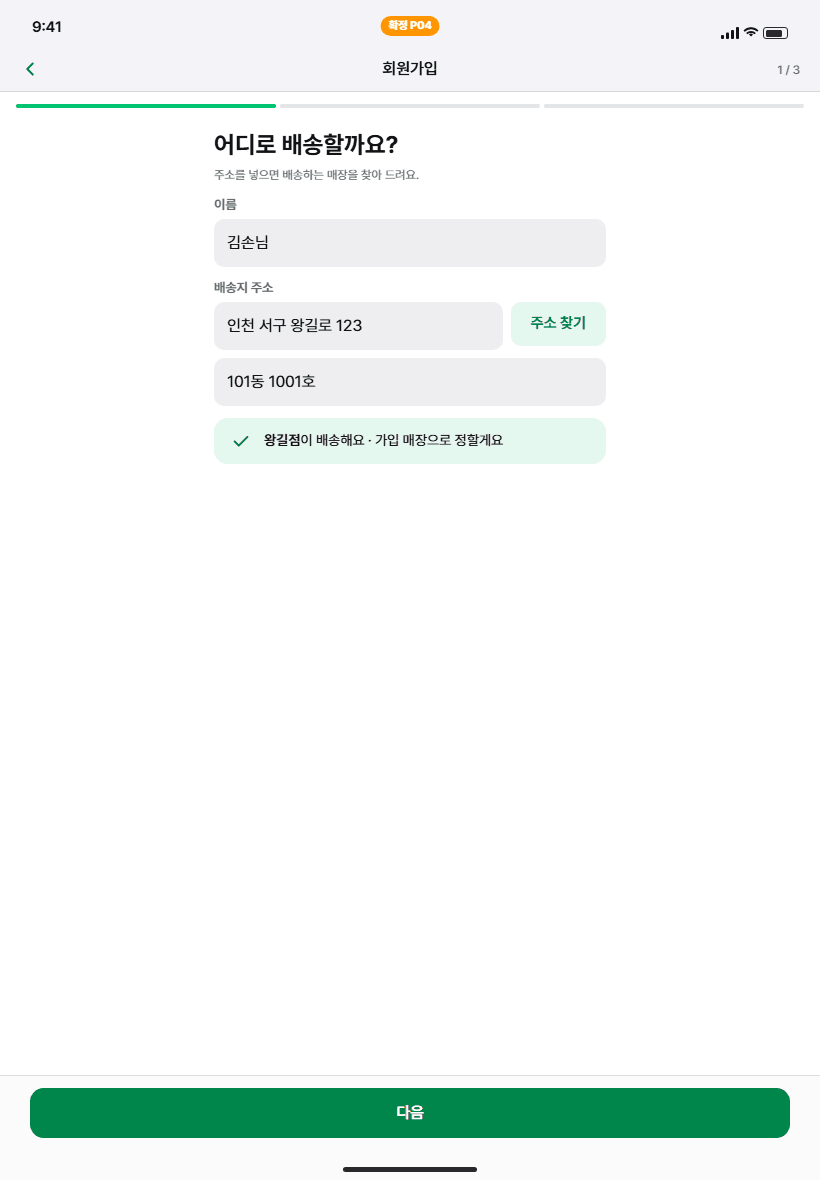 9:41
확정 P04
회원가입
1 / 3
어디로 배송할까요?
주소를 넣으면 배송하는 매장을 찾아 드려요.
이름
김손님
배송지 주소
인천 서구 왕길로 123
주소 찾기
101동 1001호
왕길점이 배송해요 · 가입 매장으로 정할게요
다음